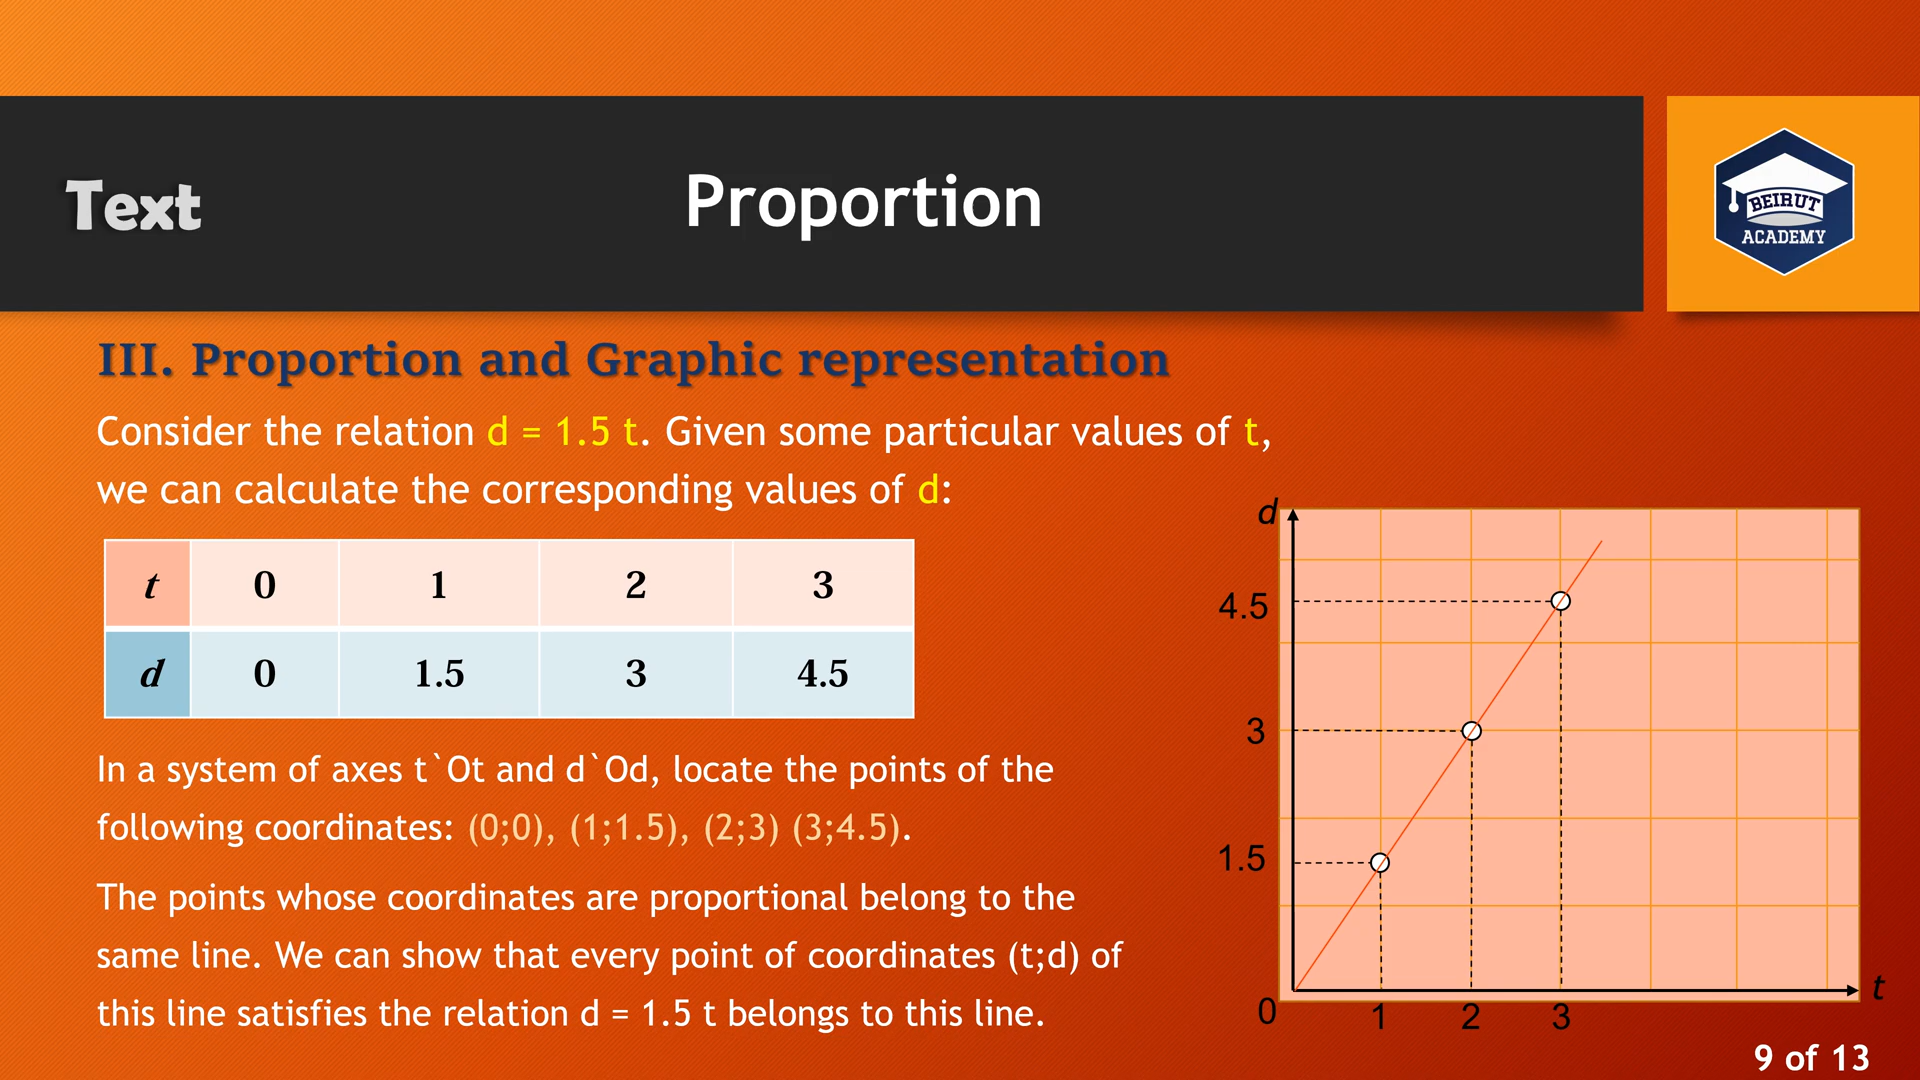 Text
Proportion
BEIRUT
ACADEMY
III. Proportion and Graphic representation
Consider the relation d = 1.5 t. Given some particular values of t,
we can calculate the corresponding values of d:
t 0 1 2 3
d 0 1.5 3 4.5
In a system of axes t`Ot and d`Od, locate the points of the
following coordinates: (0;0), (1;1.5), (2;3) (3;4.5).
The points whose coordinates are proportional belong to the
same line. We can show that every point of coordinates (t;d) of
this line satisfies the relation d = 1.5 t belongs to this line.
d
4.5
3
1.5
0 1 2 3 t
9 of 13